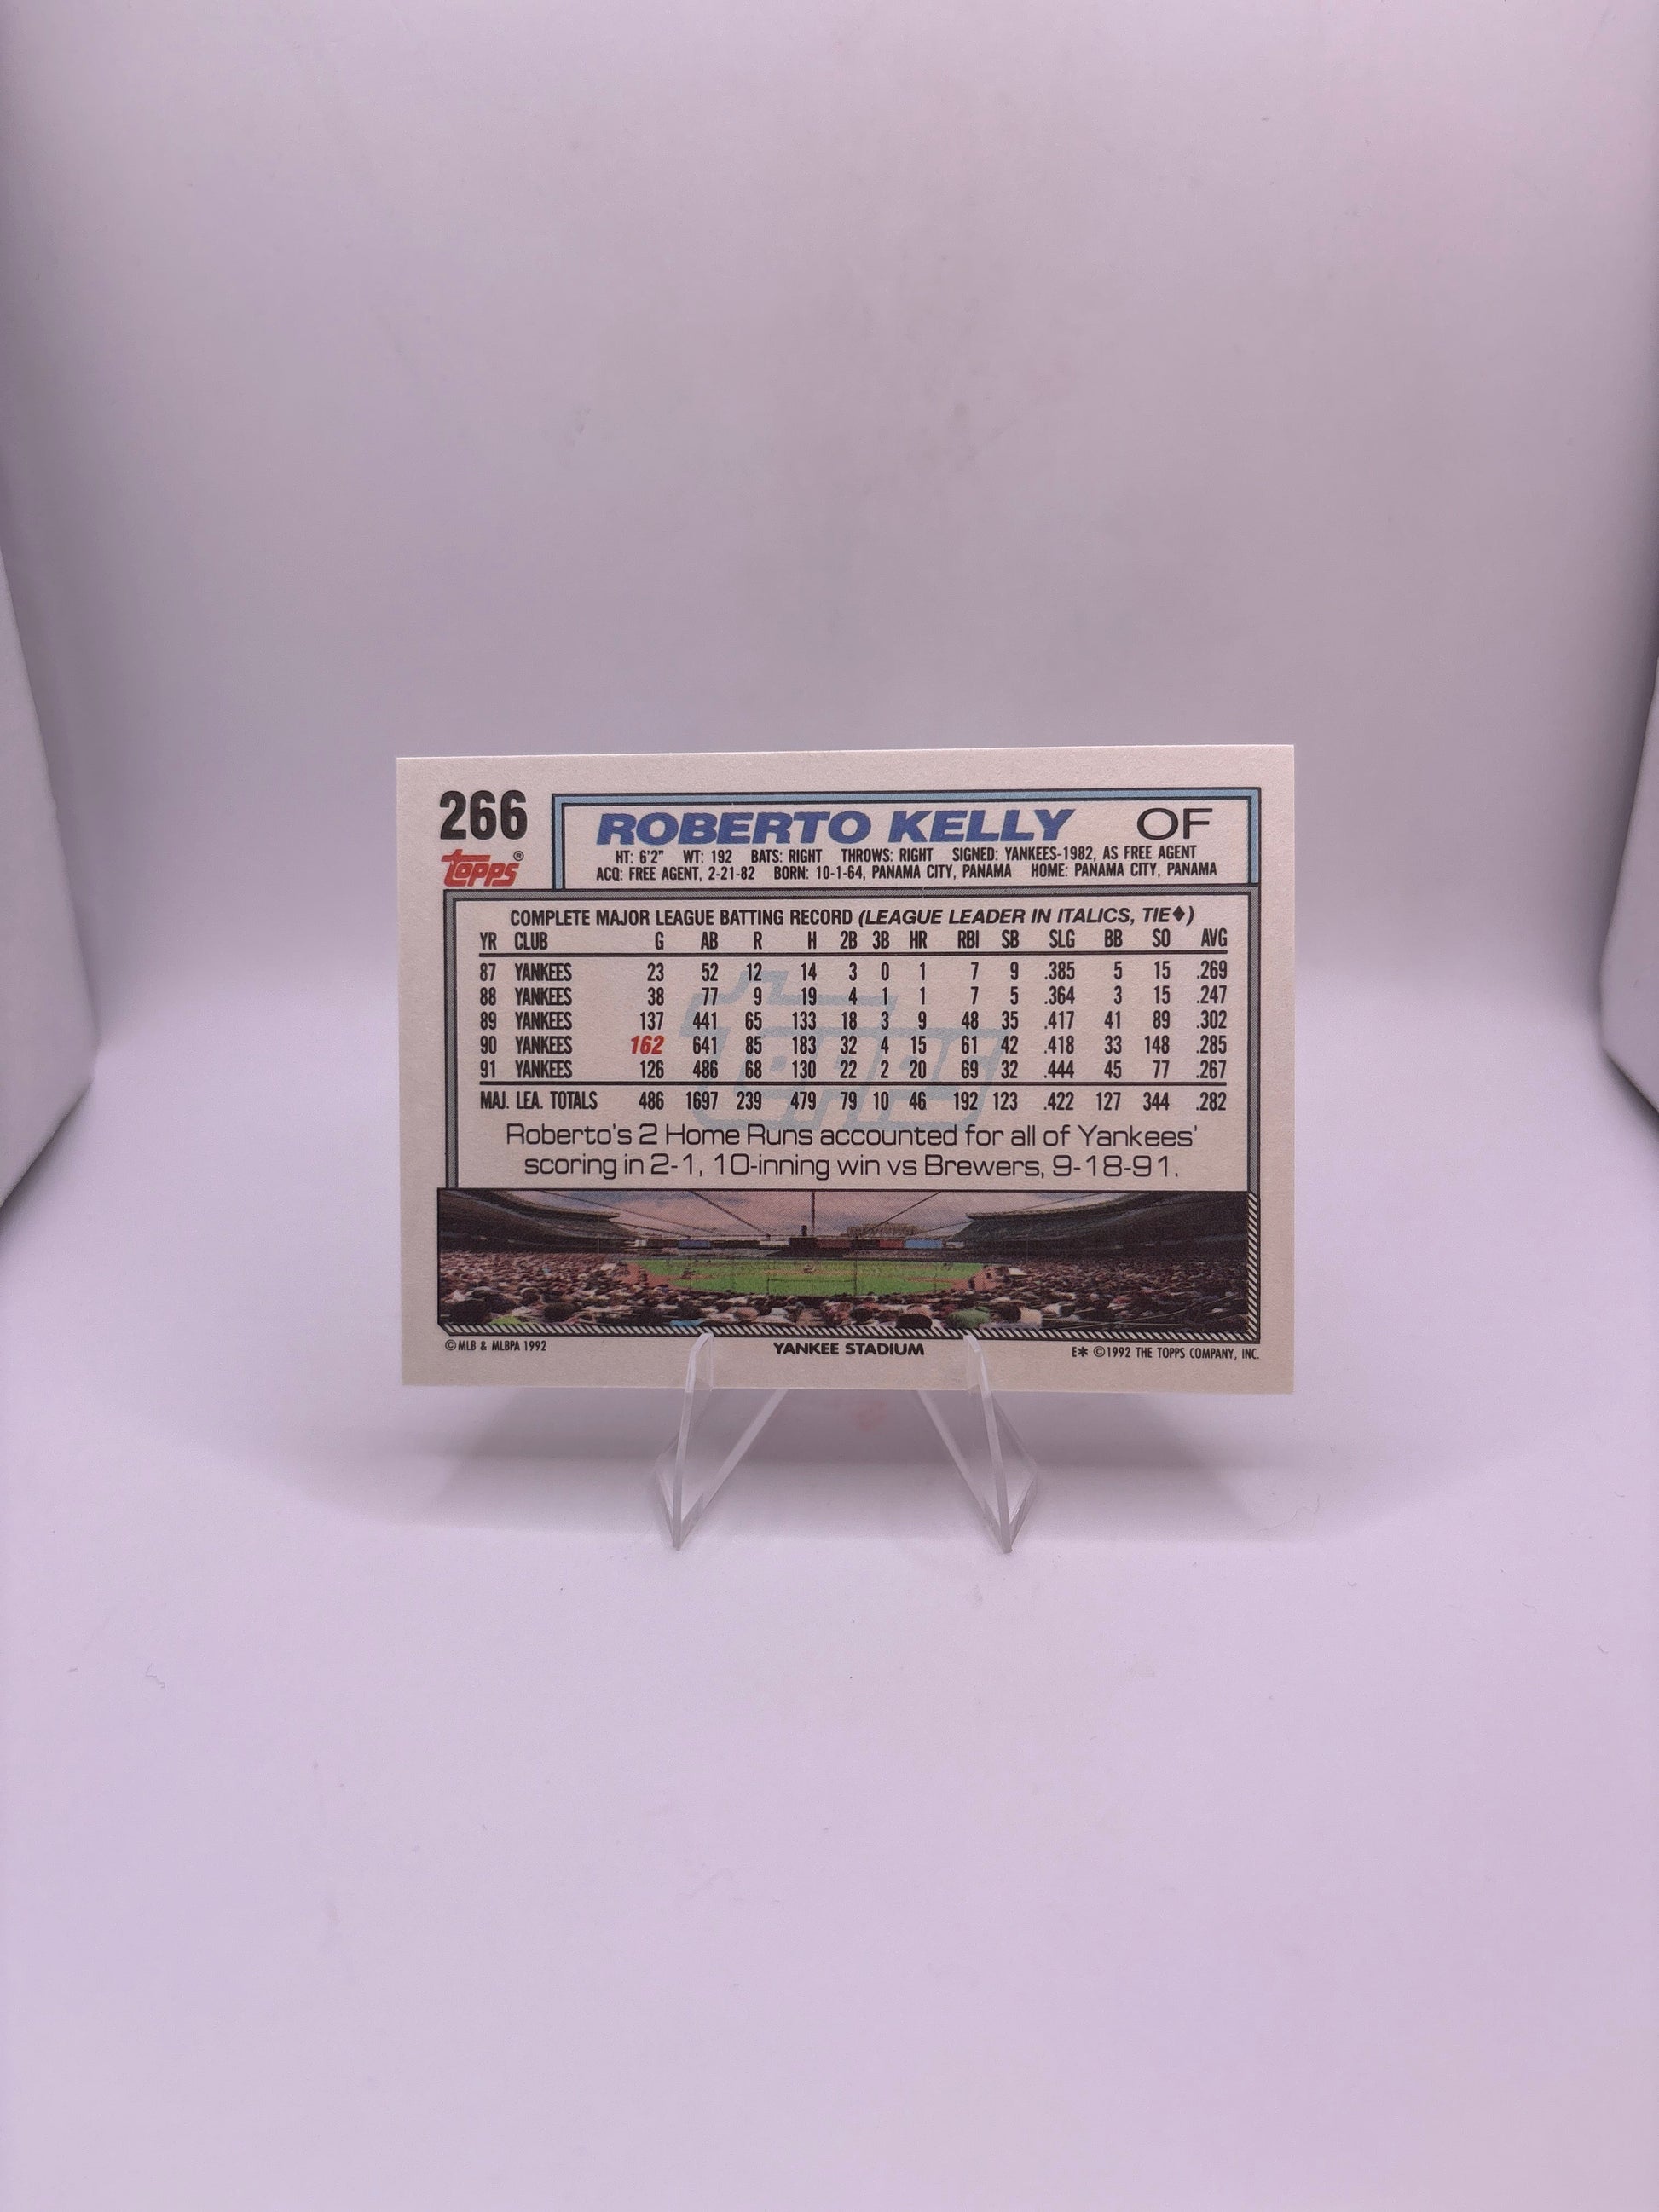 266
Topps®
ROBERTO KELLY OF
HT: 6'2" WT: 192 BATS: RIGHT THROWS: RIGHT SIGNED: YANKEES-1982, AS FREE AGENT
ACQ: FREE AGENT, 2-21-82 BORN: 10-1-64, PANAMA CITY, PANAMA HOME: PANAMA CITY, PANAMA
COMPLETE MAJOR LEAGUE BATTING RECORD (LEAGUE LEADER IN ITALICS, TIE♦)
YR CLUB G AB R H 2B 3B HR RBI SB SLG BB SO AVG
87 YANKEES 23 52 12 14 3 0 1 7 9 .385 5 15 .269
88 YANKEES 38 77 9 19 4 1 1 7 5 .364 3 15 .247
89 YANKEES 137 441 65 133 18 3 9 48 35 .417 41 89 .302
90 YANKEES 162 641 85 183 32 4 15 61 42 .418 33 148 .285
91 YANKEES 126 486 68 130 22 2 20 69 32 .444 45 77 .267
MAJ. LEA. TOTALS 486 1697 239 479 79 10 46 192 123 .422 127 344 .282
Topps
Roberto's 2 Home Runs accounted for all of Yankees'
scoring in 2-1, 10-inning win vs Brewers, 9-18-91.
© MLB & MLBPA 1992 YANKEE STADIUM E* © 1992 THE TOPPS COMPANY, INC.